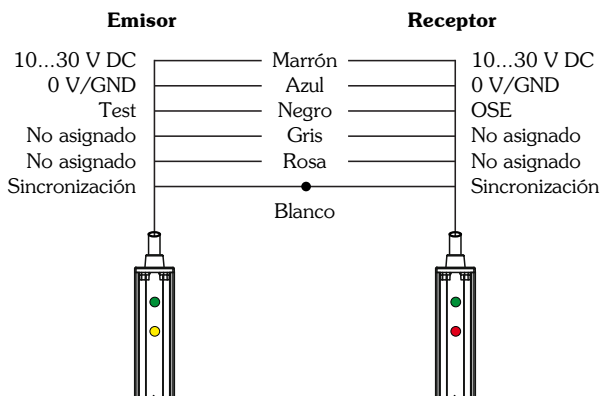 Emisor Receptor
10...30 V DC Marrón 10...30 V DC
0 V/GND Azul 0 V/GND
Test Negro OSE
No asignado Gris No asignado
No asignado Rosa No asignado
Sincronización Sincronización
Blanco